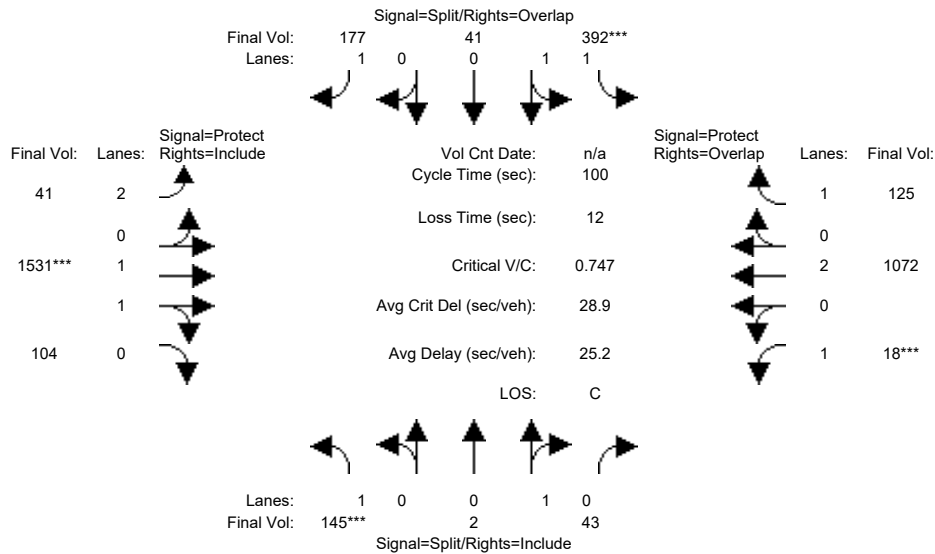 Signal=Split/Rights=Overlap
Final Vol: 177 41 392***
Lanes: 1 0 0 1 1
Signal=Protect Signal=Protect
Final Vol: Lanes: Rights=Include Vol Cnt Date: n/a Rights=Overlap Lanes: Final Vol:
Cycle Time (sec): 100
41 2 1 125
Loss Time (sec): 12
0 0
1531*** 1 Critical V/C: 0.747 2 1072
1 Avg Crit Del (sec/veh): 28.9 0
104 0 Avg Delay (sec/veh): 25.2 1 18***
LOS: C
Lanes: 1 0 0 1 0
Final Vol: 145*** 2 43
Signal=Split/Rights=Include